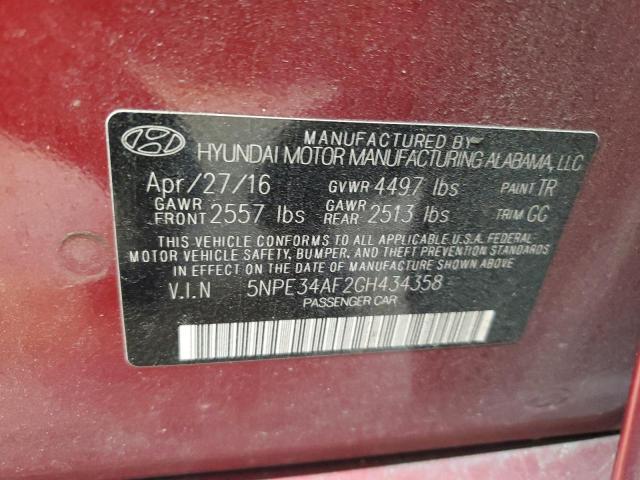 MANUFACTURED BY
HYUNDAI MOTOR MANUFACTURING ALABAMA, LLC
Apr/27/16 GVWR 4497 lbs PAINT TR
GAWR FRONT 2557 lbs GAWR REAR 2513 lbs TRIM GC
THIS VEHICLE CONFORMS TO ALL APPLICABLE U.S.A. FEDERAL
MOTOR VEHICLE SAFETY, BUMPER, AND THEFT PREVENTION STANDARDS
IN EFFECT ON THE DATE OF MANUFACTURE SHOWN ABOVE.
V.I.N 5NPE34AF2GH434358
PASSENGER CAR